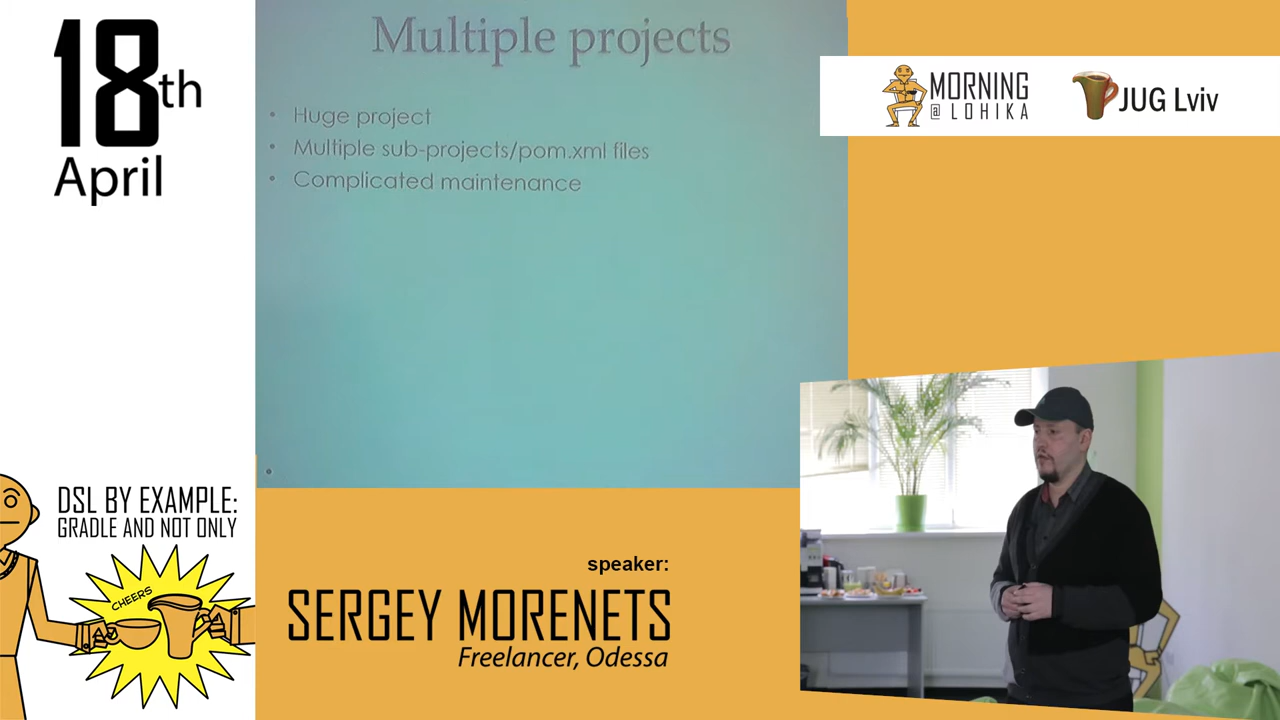 18th
April
Multiple projects
• Huge project
• Multiple sub-projects/pom.xml files
• Complicated maintenance
MORNING
@ LOHIKA
JUG Lviv
DSL BY EXAMPLE:
GRADLE AND NOT ONLY
CHEERS
speaker:
SERGEY MORENETS
Freelancer, Odessa